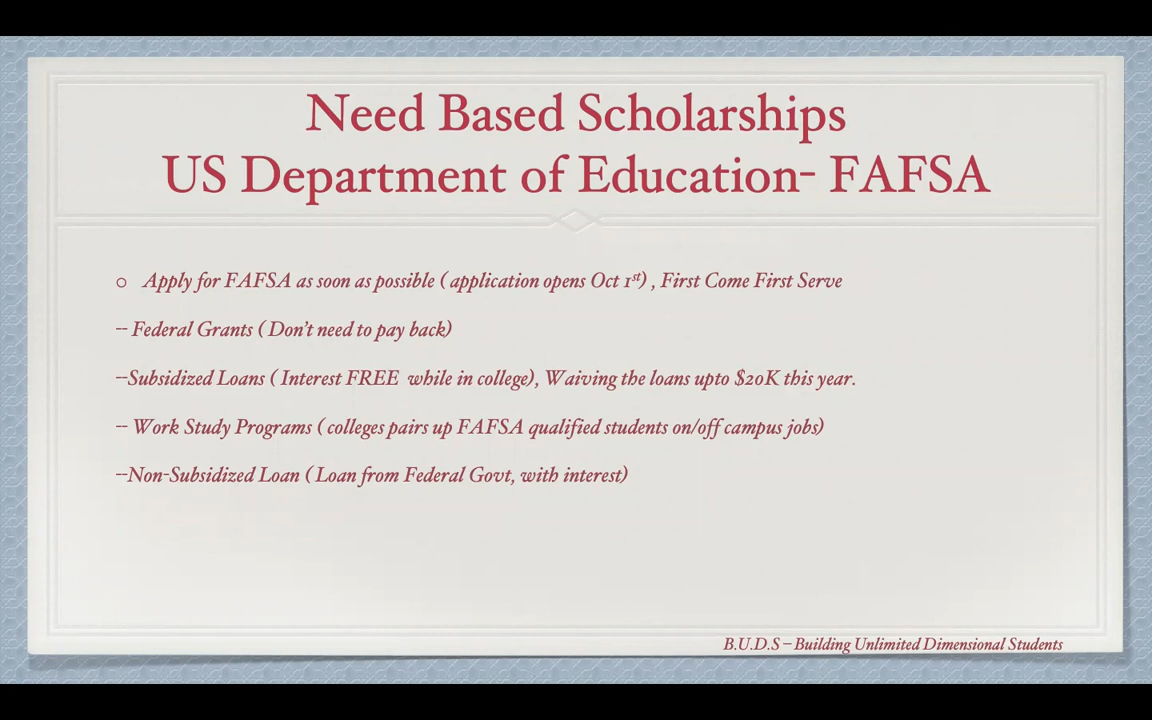 Need Based Scholarships
US Department of Education- FAFSA
○ Apply for FAFSA as soon as possible ( application opens Oct 1st) , First Come First Serve
-- Federal Grants ( Don't need to pay back)
--Subsidized Loans ( Interest FREE while in college), Waiving the loans upto $20K this year.
-- Work Study Programs ( colleges pairs up FAFSA qualified students on/off campus jobs)
--Non-Subsidized Loan ( Loan from Federal Govt, with interest)
B.U.D.S – Building Unlimited Dimensional Students